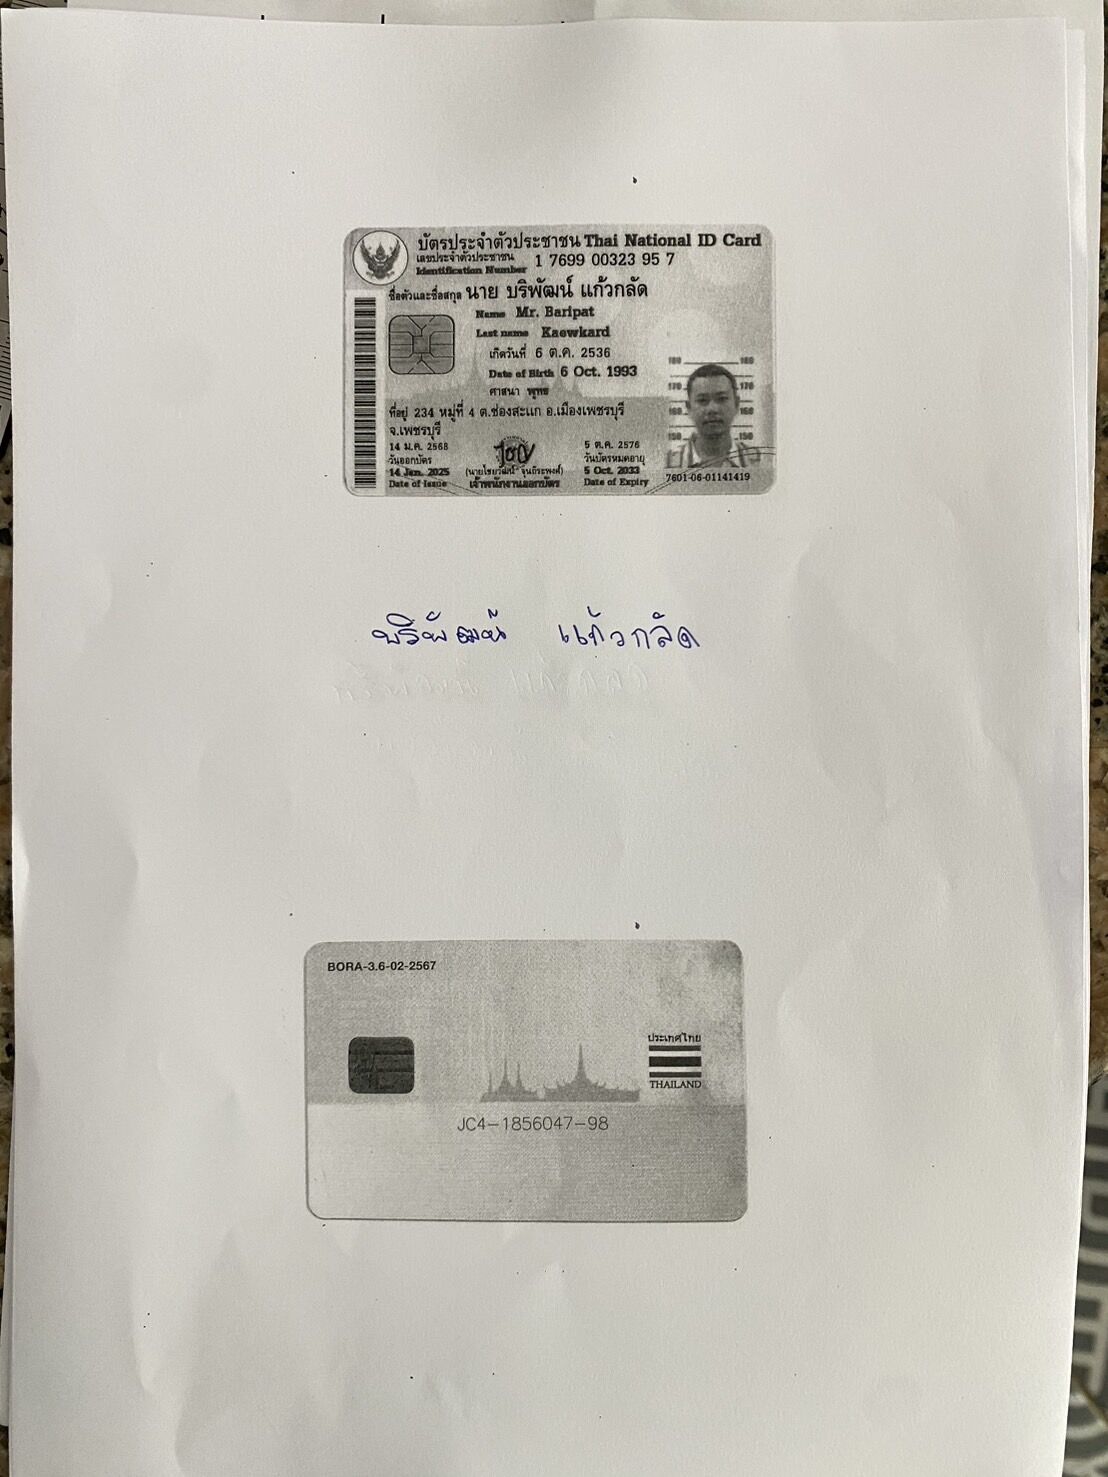 บัตรประจำตัวประชาชน Thai National ID Card
เลขประจำตัวประชาชน
Identification Number 1 7699 00323 95 7
ชื่อตัวและชื่อสกุล นาย บริพัฒน์ แก้วกลัด
Name Mr. Baripat
Last name Kaewkard
เกิดวันที่ 6 ต.ค. 2536
Date of Birth 6 Oct. 1993
ศาสนา พุทธ
ที่อยู่ 234 หมู่ที่ 4 ต.ช่องสะแก อ.เมืองเพชรบุรี
จ.เพชรบุรี
14 ม.ค. 2568
วันออกบัตร
14 Jan. 2025
Date of Issue
เจ้าพนักงานออกบัตร
5 ต.ค. 2576
วันบัตรหมดอายุ
5 Oct. 2033
Date of Expiry
180 180
170 170
160 160
150 150
7601-06-01141419
บริพัฒน์ แก้วกลัด
BORA-3.6-02-2567
ประเทศไทย
THAILAND
JC4-1856047-98